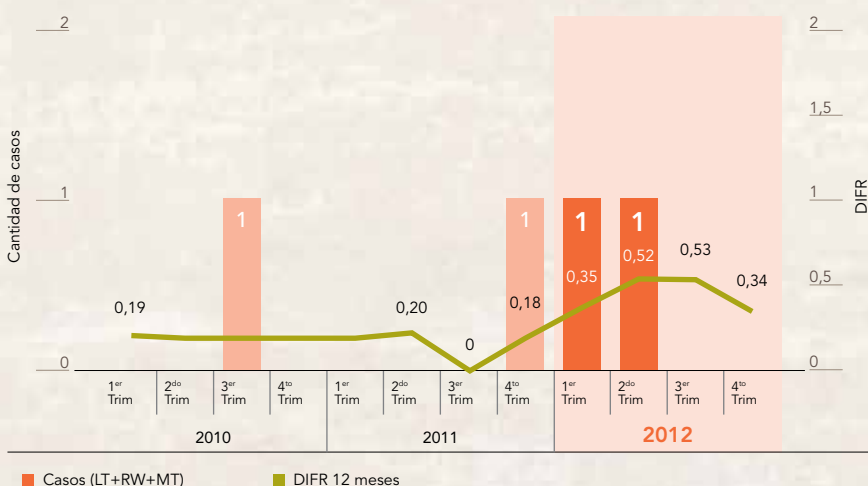 2 2
Cantidad de casos
1,5
1 1
DIFR
0,5
0 0
1 1 1 1
0,19 0,20 0 0,18 0,35 0,52 0,53 0,34
1er Trim 2do Trim 3er Trim 4to Trim 1er Trim 2do Trim 3er Trim 4to Trim 1er Trim 2do Trim 3er Trim 4to Trim
2010 2011 2012
Casos (LT+RW+MT) DIFR 12 meses